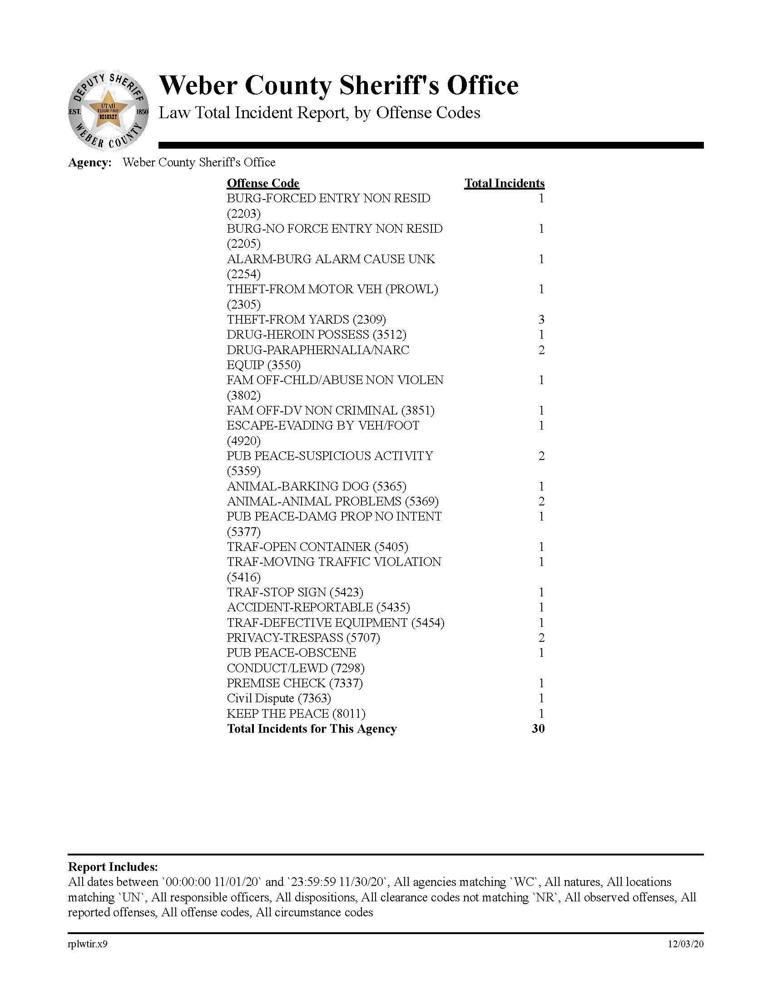 DEPUTY SHERIFF
EST. UTAH TERRITORY DESERET 1850
WEBER COUNTY
Weber County Sheriff's Office
Law Total Incident Report, by Offense Codes
Agency: Weber County Sheriff's Office
Offense Code Total Incidents
BURG-FORCED ENTRY NON RESID 1
(2203)
BURG-NO FORCE ENTRY NON RESID 1
(2205)
ALARM-BURG ALARM CAUSE UNK 1
(2254)
THEFT-FROM MOTOR VEH (PROWL) 1
(2305)
THEFT-FROM YARDS (2309) 3
DRUG-HEROIN POSSESS (3512) 1
DRUG-PARAPHERNALIA/NARC 2
EQUIP (3550)
FAM OFF-CHLD/ABUSE NON VIOLEN 1
(3802)
FAM OFF-DV NON CRIMINAL (3851) 1
ESCAPE-EVADING BY VEH/FOOT 1
(4920)
PUB PEACE-SUSPICIOUS ACTIVITY 2
(5359)
ANIMAL-BARKING DOG (5365) 1
ANIMAL-ANIMAL PROBLEMS (5369) 2
PUB PEACE-DAMG PROP NO INTENT 1
(5377)
TRAF-OPEN CONTAINER (5405) 1
TRAF-MOVING TRAFFIC VIOLATION 1
(5416)
TRAF-STOP SIGN (5423) 1
ACCIDENT-REPORTABLE (5435) 1
TRAF-DEFECTIVE EQUIPMENT (5454) 1
PRIVACY-TRESPASS (5707) 2
PUB PEACE-OBSCENE 1
CONDUCT/LEWD (7298)
PREMISE CHECK (7337) 1
Civil Dispute (7363) 1
KEEP THE PEACE (8011) 1
Total Incidents for This Agency 30
Report Includes:
All dates between `00:00:00 11/01/20` and `23:59:59 11/30/20`, All agencies matching `WC`, All natures, All locations
matching `UN`, All responsible officers, All dispositions, All clearance codes not matching `NR`, All observed offenses, All
reported offenses, All offense codes, All circumstance codes
rplwtir.x9 12/03/20